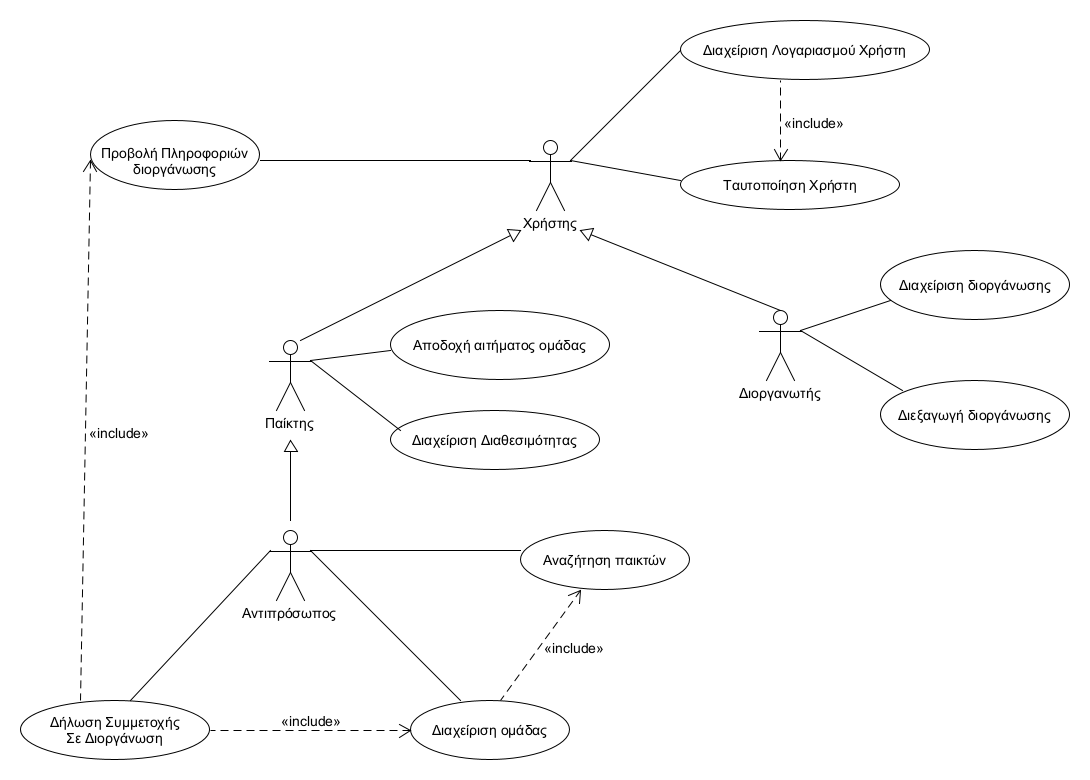 Διαχείριση Λογαριασμού Χρήστη
«include»
Προβολή Πληροφοριών
διοργάνωσης
Ταυτοποίηση Χρήστη
Χρήστης
Διαχείριση διοργάνωσης
Αποδοχή αιτήματος ομάδας
Διοργανωτής
Παίκτης
Διαχείριση Διαθεσιμότητας
Διεξαγωγή διοργάνωσης
«include»
Αναζήτηση παικτών
Αντιπρόσωπος
«include»
Δήλωση Συμμετοχής
Σε Διοργάνωση
«include»
Διαχείριση ομάδας